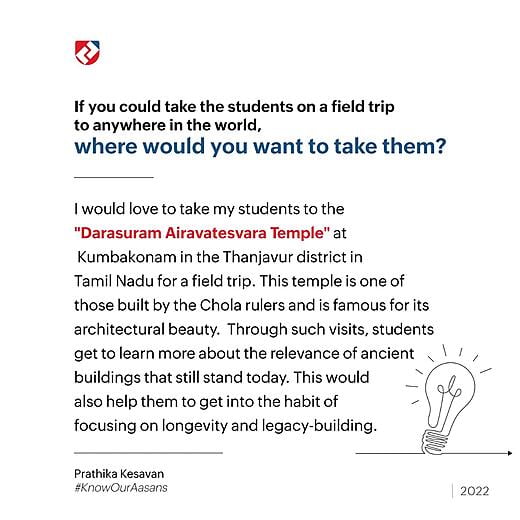 If you could take the students on a field trip
to anywhere in the world,
where would you want to take them?
I would love to take my students to the
"Darasuram Airavatesvara Temple" at
Kumbakonam in the Thanjavur district in
Tamil Nadu for a field trip. This temple is one of
those built by the Chola rulers and is famous for its
architectural beauty. Through such visits, students
get to learn more about the relevance of ancient
buildings that still stand today. This would
also help them to get into the habit of
focusing on longevity and legacy-building.
Prathika Kesavan
#KnowOurAasans
2022